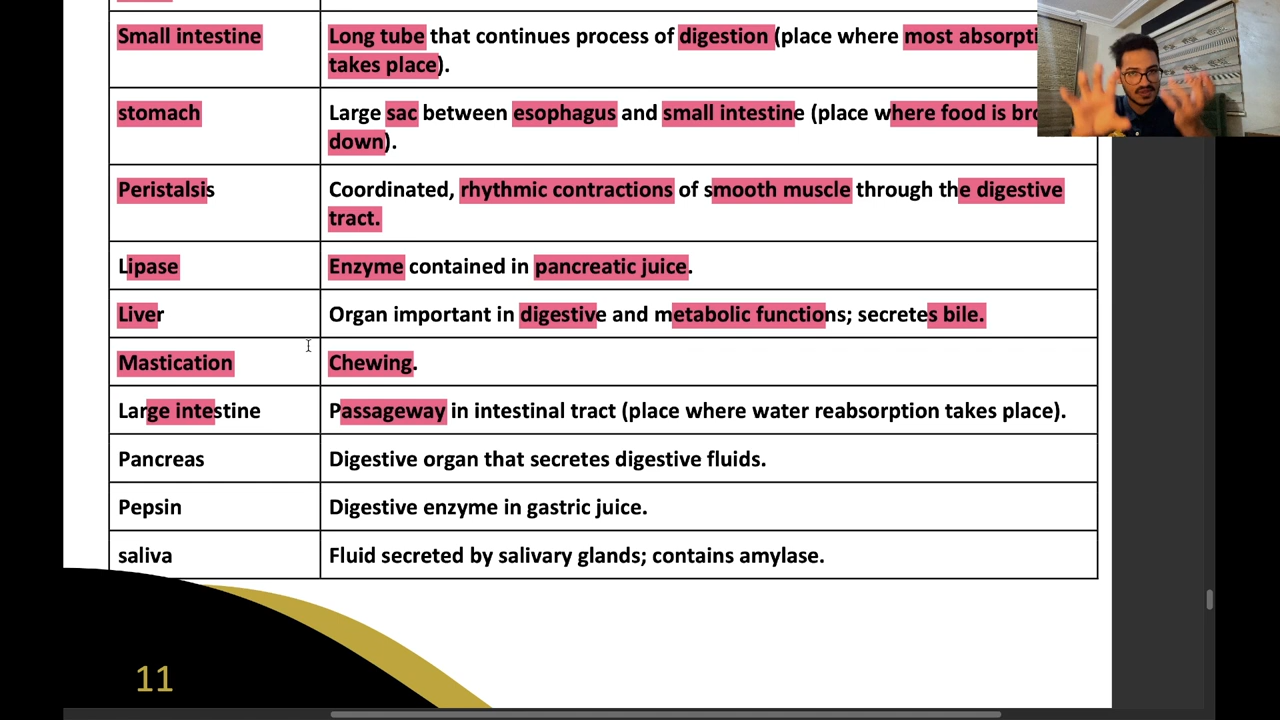 Small intestine
Long tube that continues process of digestion (place where most
takes place).
stomach
Large sac between esophagus and small intestine (place where food is
down).
Peristalsis
Coordinated, rhythmic contractions of smooth muscle through the digestive
tract.
Lipase
Enzyme contained in pancreatic juice.
Liver
Organ important in digestive and metabolic functions; secretes bile.
Mastication
Chewing.
Large intestine
Passageway in intestinal tract (place where water reabsorption takes place).
Pancreas
Digestive organ that secretes digestive fluids.
Pepsin
Digestive enzyme in gastric juice.
saliva
Fluid secreted by salivary glands; contains amylase.
11